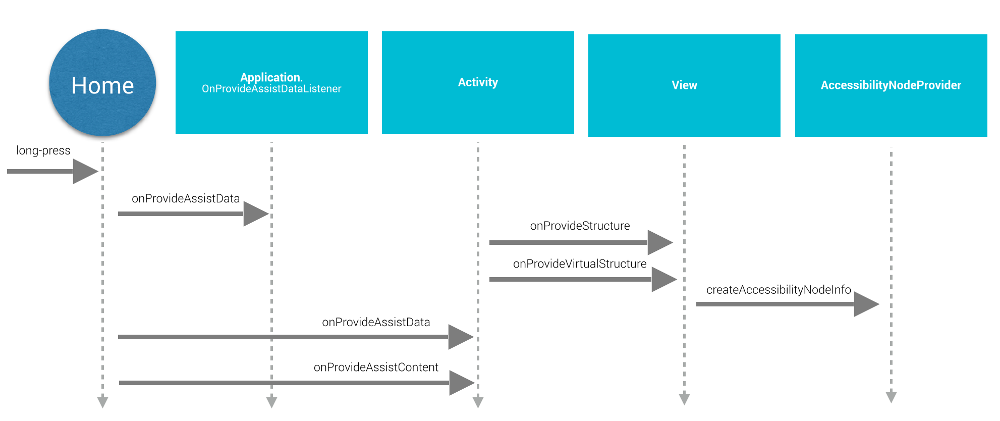 Home
Application.
OnProvideAssistDataListener
Activity
View
AccessibilityNodeProvider
long-press
onProvideAssistData
onProvideStructure
onProvideVirtualStructure
createAccessibilityNodeInfo
onProvideAssistData
onProvideAssistContent